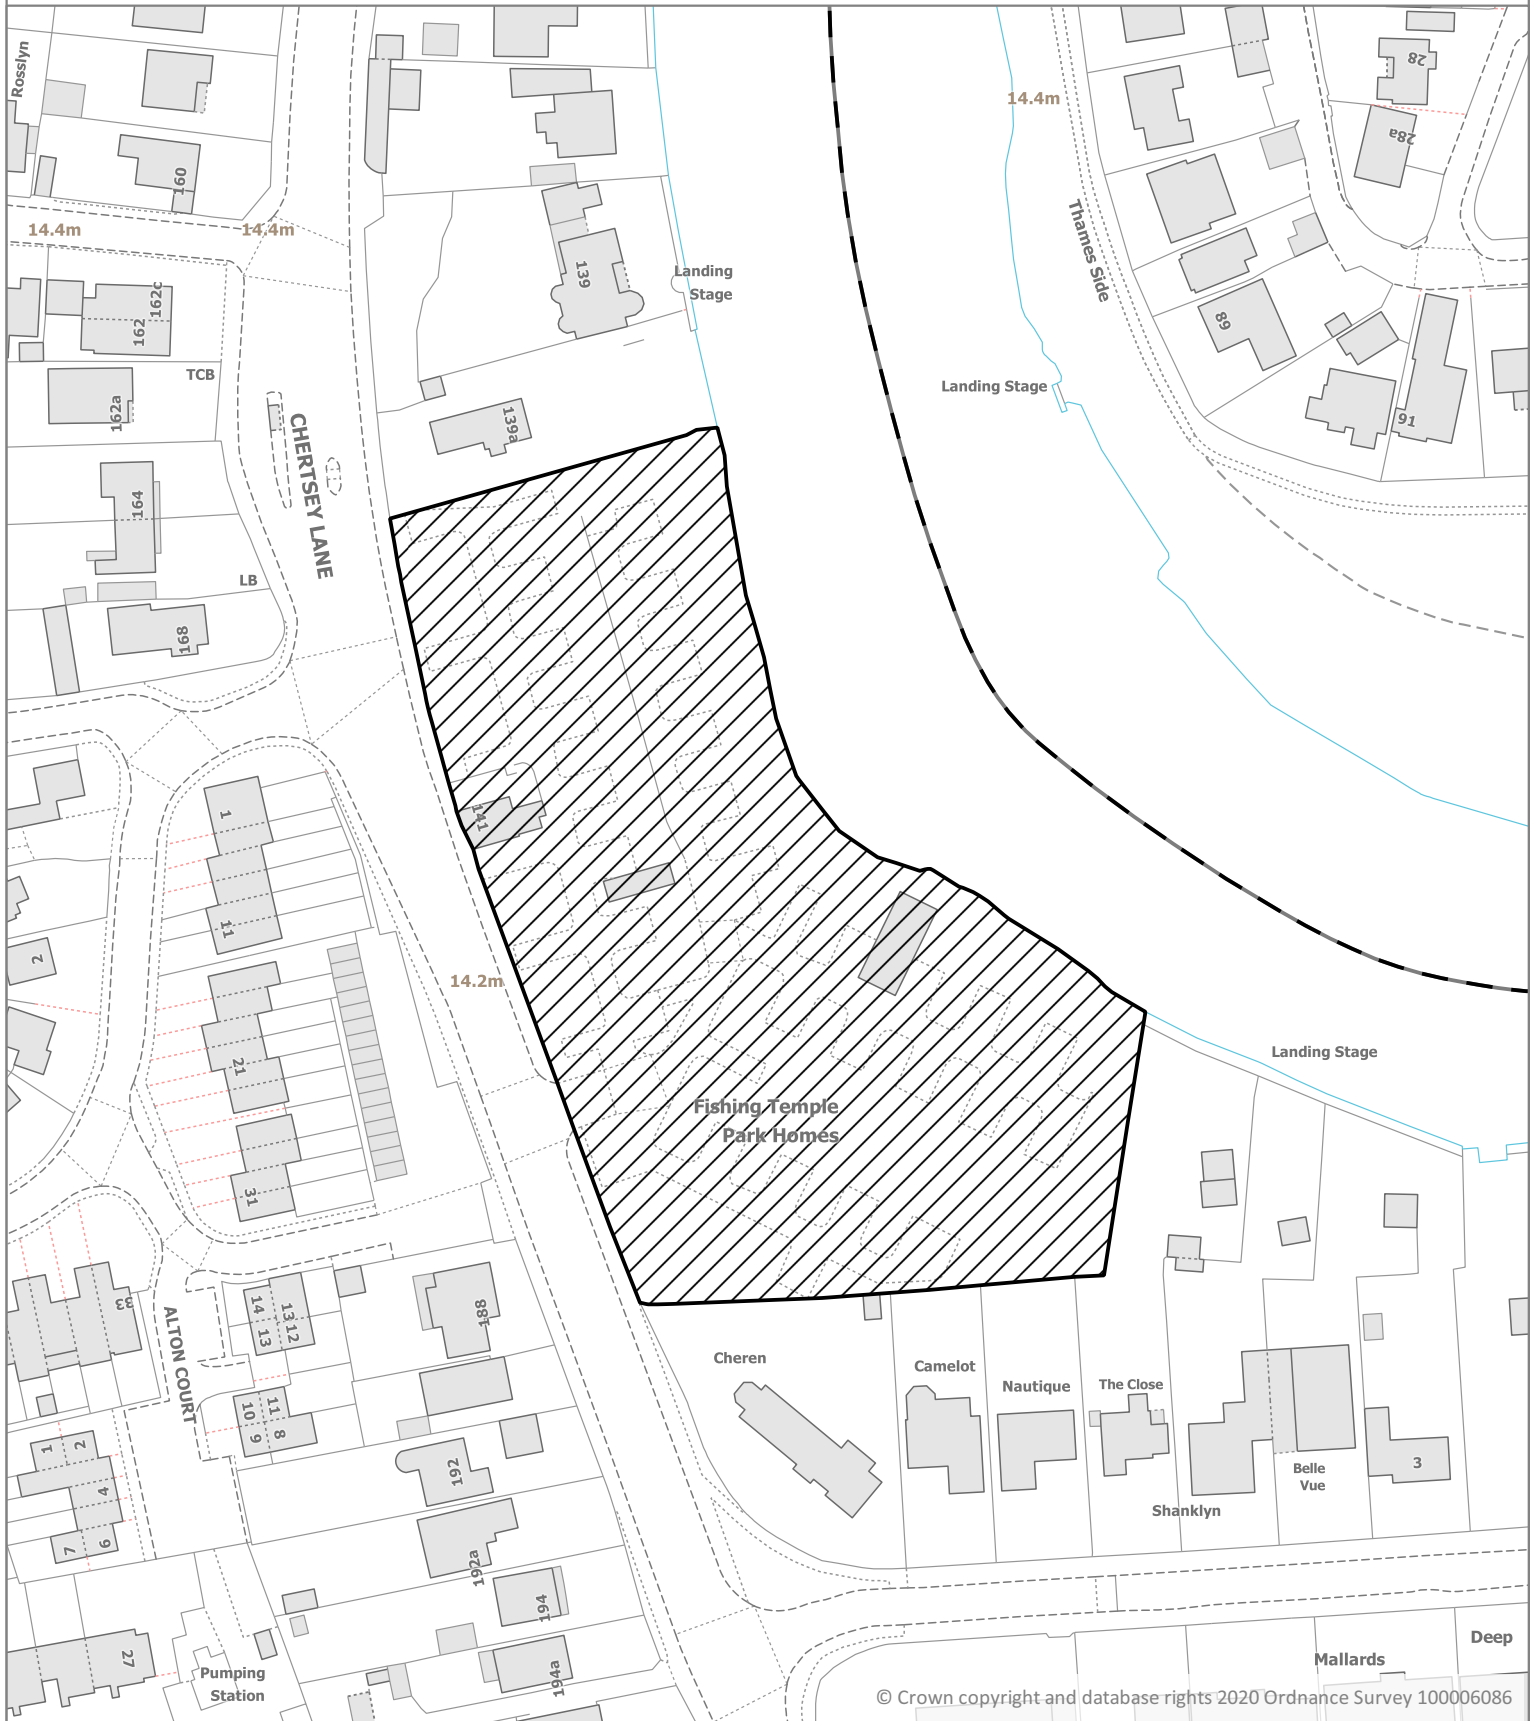 Rosslyn
28
28a
14.4m
160
14.4m
14.4m
Thames Side
139
Landing
Stage
162c
162
89
TCB
162a
Landing Stage
139a
91
CHERTSEY LANE
164
LB
168
1
141
11
2
14.2m
21
Landing Stage
Fishing Temple
Park Homes
31
33
14
13
12
13
188
ALTON COURT
Cheren
Camelot
Nautique
The Close
10
11
9
8
1
2
192
Belle
Vue
3
4
Shanklyn
7
6
192a
194
27
Pumping
Station
194a
Deep
Mallards
© Crown copyright and database rights 2020 Ordnance Survey 100006086